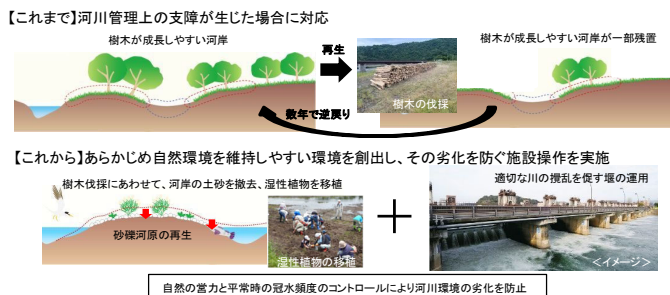 【これまで】河川管理上の支障が生じた場合に対応
樹木が成長しやすい河岸
再生
樹木の伐採
数年で逆戻り
樹木が成長しやすい河岸が一部残置
【これから】あらかじめ自然環境を維持しやすい環境を創出し、その劣化を防ぐ施設操作を実施
樹木伐採にあわせて、河岸の土砂を撤去、湿性植物を移植
砂礫河原の再生
湿性植物の移植
＋
適切な川の攪乱を促す堰の運用
＜イメージ＞
自然の営力と平常時の冠水頻度のコントロールにより河川環境の劣化を防止